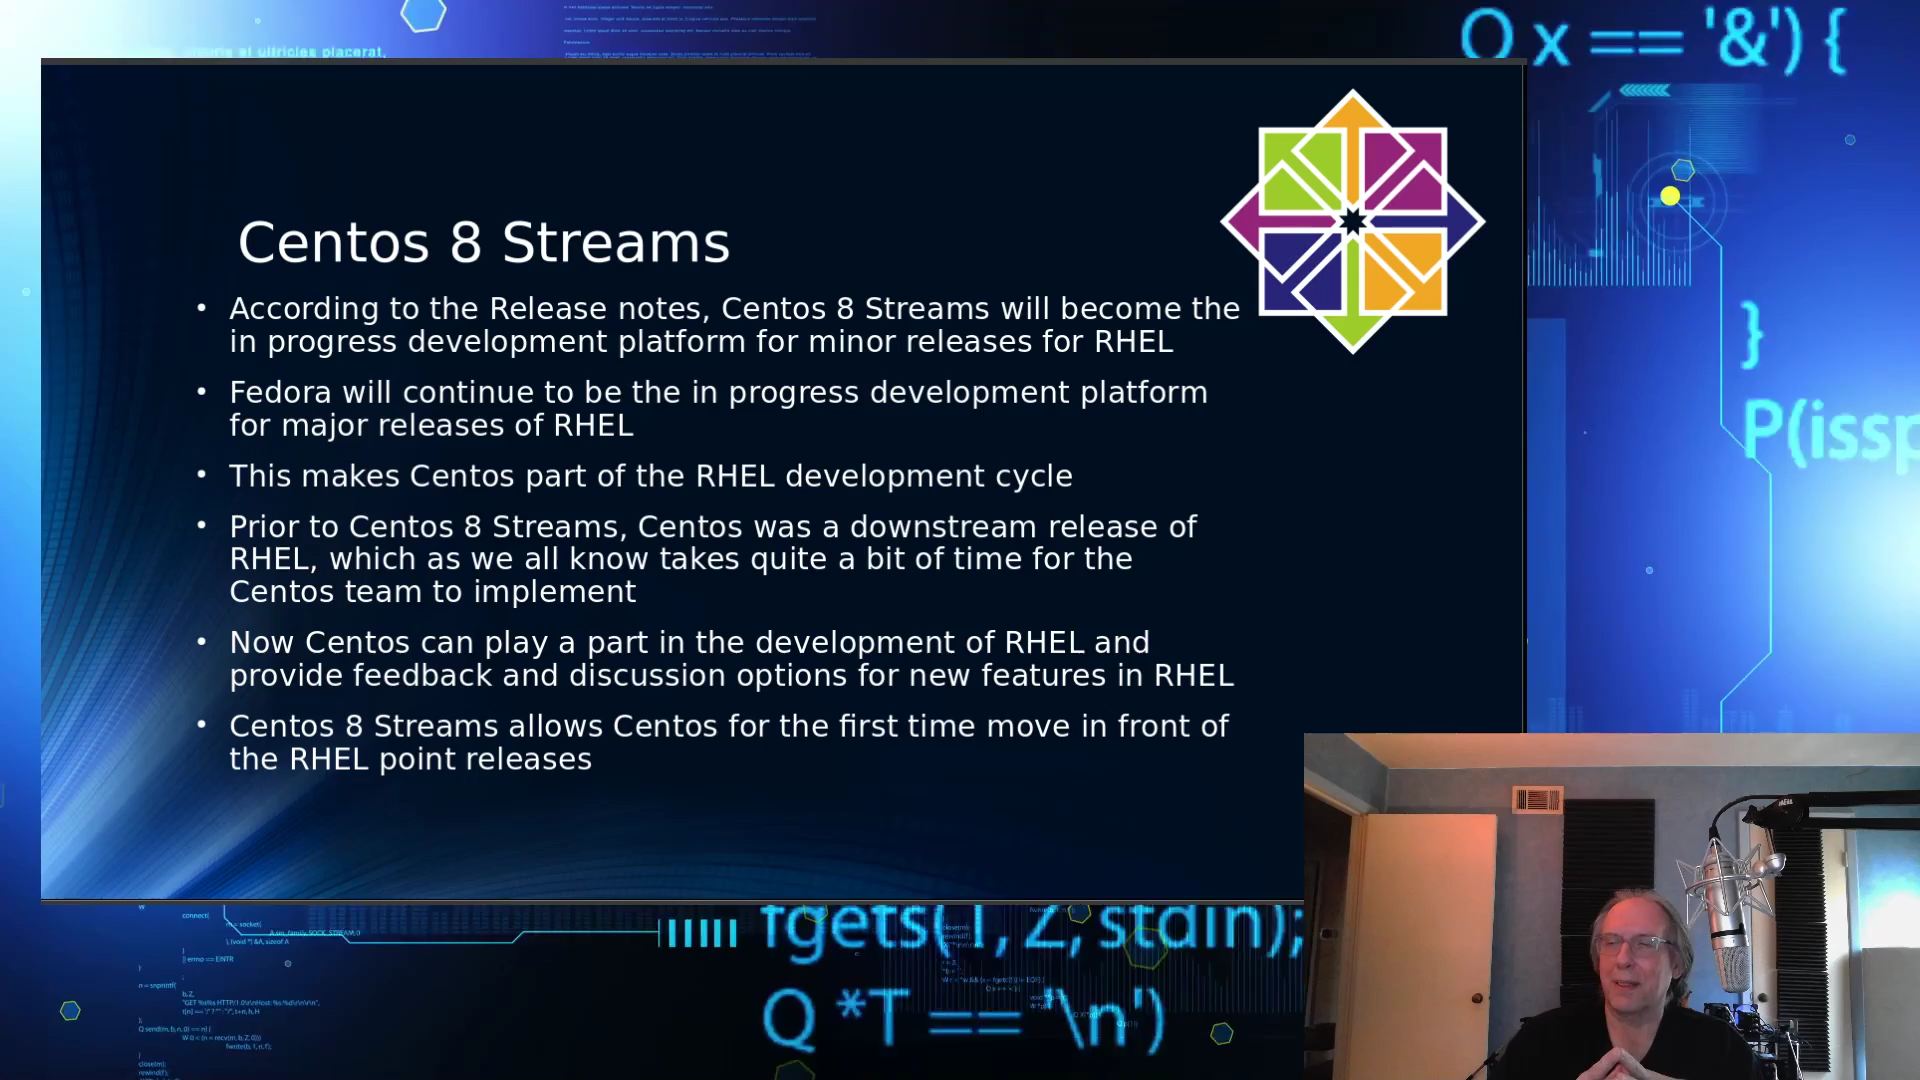 mauris at ultricies placerat,
Q x == '&') {
Centos 8 Streams
• According to the Release notes, Centos 8 Streams will become the
in progress development platform for minor releases for RHEL
• Fedora will continue to be the in progress development platform
for major releases of RHEL
• This makes Centos part of the RHEL development cycle
• Prior to Centos 8 Streams, Centos was a downstream release of
RHEL, which as we all know takes quite a bit of time for the
Centos team to implement
• Now Centos can play a part in the development of RHEL and
provide feedback and discussion options for new features in RHEL
• Centos 8 Streams allows Centos for the first time move in front of
the RHEL point releases
}
P(issp
connect(
fgets(1, Z, stdin);
Q *T == '\n')